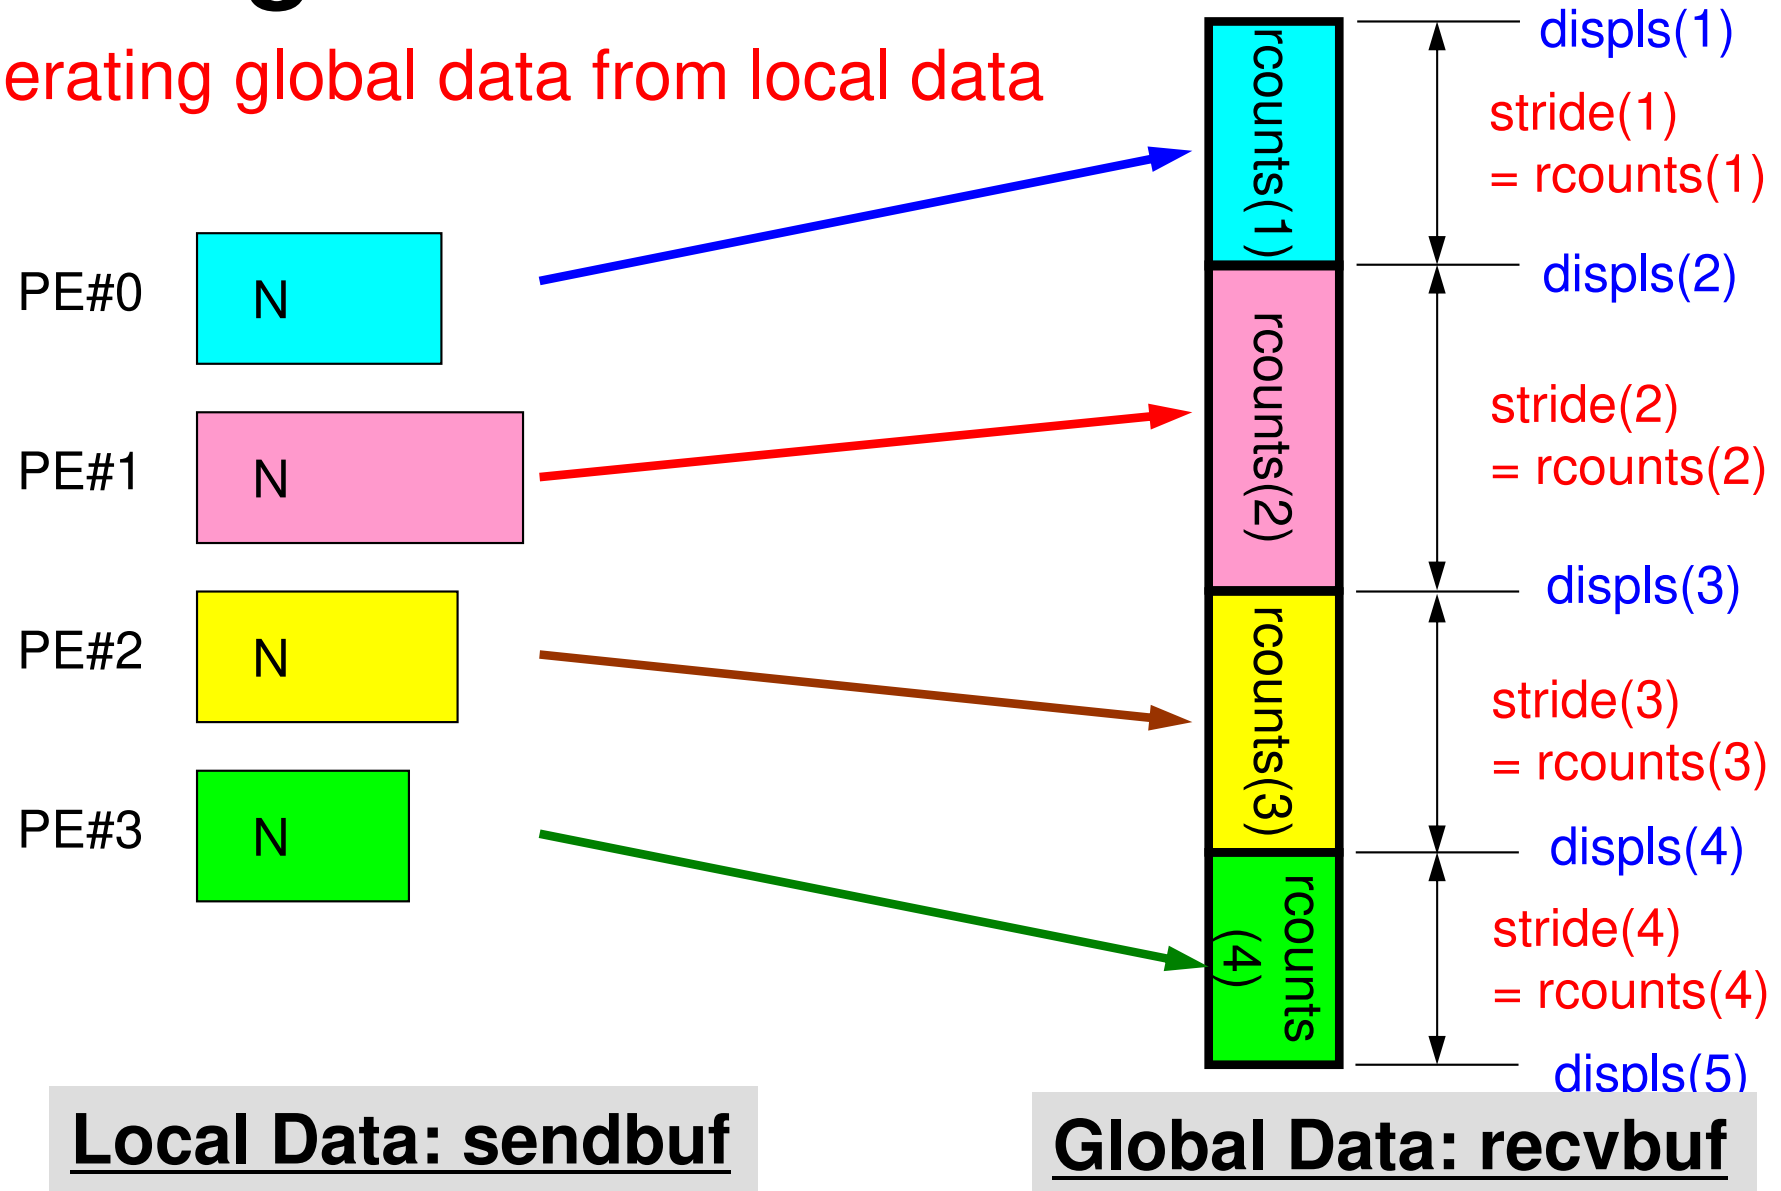 erating global data from local data
PE#0
N
PE#1
N
PE#2
N
PE#3
N
rcounts(1)
rcounts(2)
rcounts(3)
rcounts
(4)
displs(1)
stride(1)
= rcounts(1)
displs(2)
stride(2)
= rcounts(2)
displs(3)
stride(3)
= rcounts(3)
displs(4)
stride(4)
= rcounts(4)
displs(5)
Local Data: sendbuf
Global Data: recvbuf